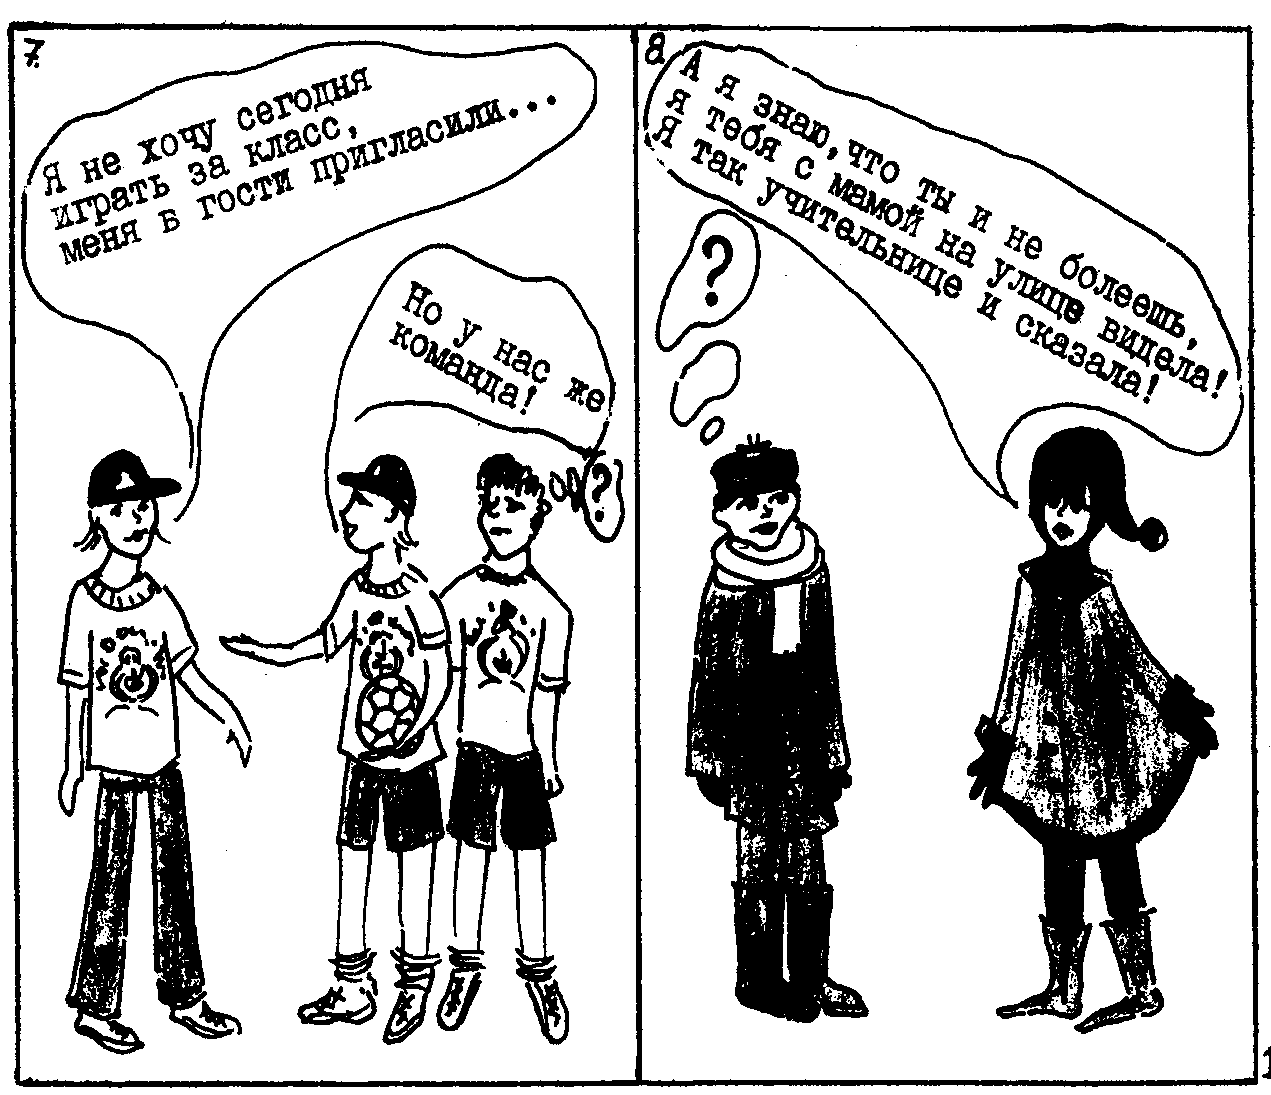 7.
Я не хочу сегодня
играть за класс,
меня в гости пригласили...
Но у нас же
команда!
?
8
А я знаю, что ты и не болеешь,
я тебя с мамой на улице видела!
Я так учительнице и сказала!
?
1